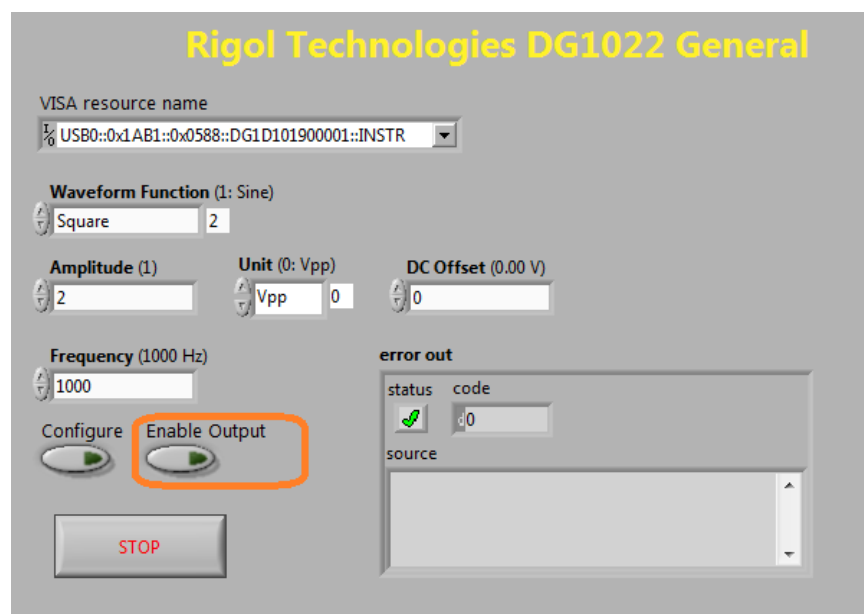 Rigol Technologies DG1022 General
VISA resource name
USB0::0x1AB1::0x0588::DG1D101900001::INSTR
Waveform Function (1: Sine)
Square 2
Amplitude (1) Unit (0: Vpp) DC Offset (0.00 V)
2 Vpp 0 0
Frequency (1000 Hz) error out
1000
status code
d0
Configure Enable Output
source
STOP